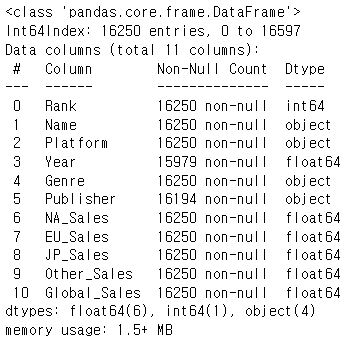 <class 'pandas.core.frame.DataFrame'>
Int64Index: 16250 entries, 0 to 16597
Data columns (total 11 columns):
 #   Column        Non-Null Count  Dtype
---  ------        --------------  -----
 0   Rank          16250 non-null  int64
 1   Name          16250 non-null  object
 2   Platform      16250 non-null  object
 3   Year          15979 non-null  float64
 4   Genre         16250 non-null  object
 5   Publisher     16194 non-null  object
 6   NA_Sales      16250 non-null  float64
 7   EU_Sales      16250 non-null  float64
 8   JP_Sales      16250 non-null  float64
 9   Other_Sales   16250 non-null  float64
 10  Global_Sales  16250 non-null  float64
dtypes: float64(6), int64(1), object(4)
memory usage: 1.5+ MB